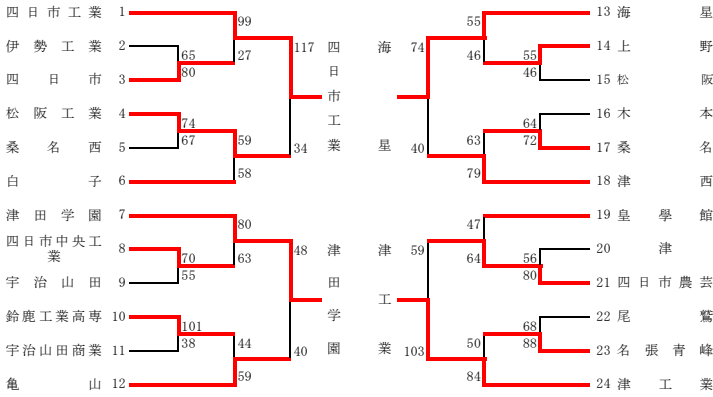 四日市工業 1
伊勢工業 2
四日市 3
松阪工業 4
桑名西 5
白子 6
津田学園 7
四日市中央工業 8
宇治山田 9
鈴鹿工業高専 10
宇治山田商業 11
亀山 12
99
65
80
27
74
67
59
58
117
34
四日市工業
80
70
55
63
101
38
44
59
48
40
津田学園
海星
74
40
55
46
55
46
64
72
63
79
津工業
59
103
47
64
56
80
68
88
50
84
13 海星
14 上野
15 松阪
16 木本
17 桑名
18 津西
19 皇學館
20 津
21 四日市農芸
22 尾鷲
23 名張青峰
24 津工業